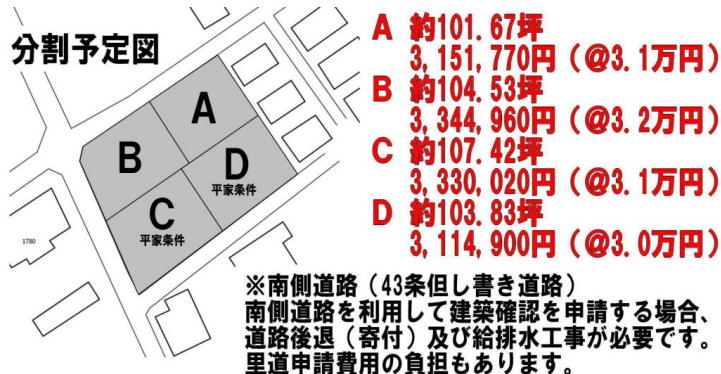 分割予定図
A 約101.67坪
3,151,770円(@3.1万円)
B 約104.53坪
3,344,960円(@3.2万円)
C 約107.42坪
3,330,020円(@3.1万円)
D 約103.83坪
3,114,900円(@3.0万円)
A
B
D
平家条件
C
平家条件
1780
※南側道路(43条但し書き道路)
南側道路を利用して建築確認を申請する場合、
道路後退(寄付)及び給排水工事が必要です。
里道申請費用の負担もあります。